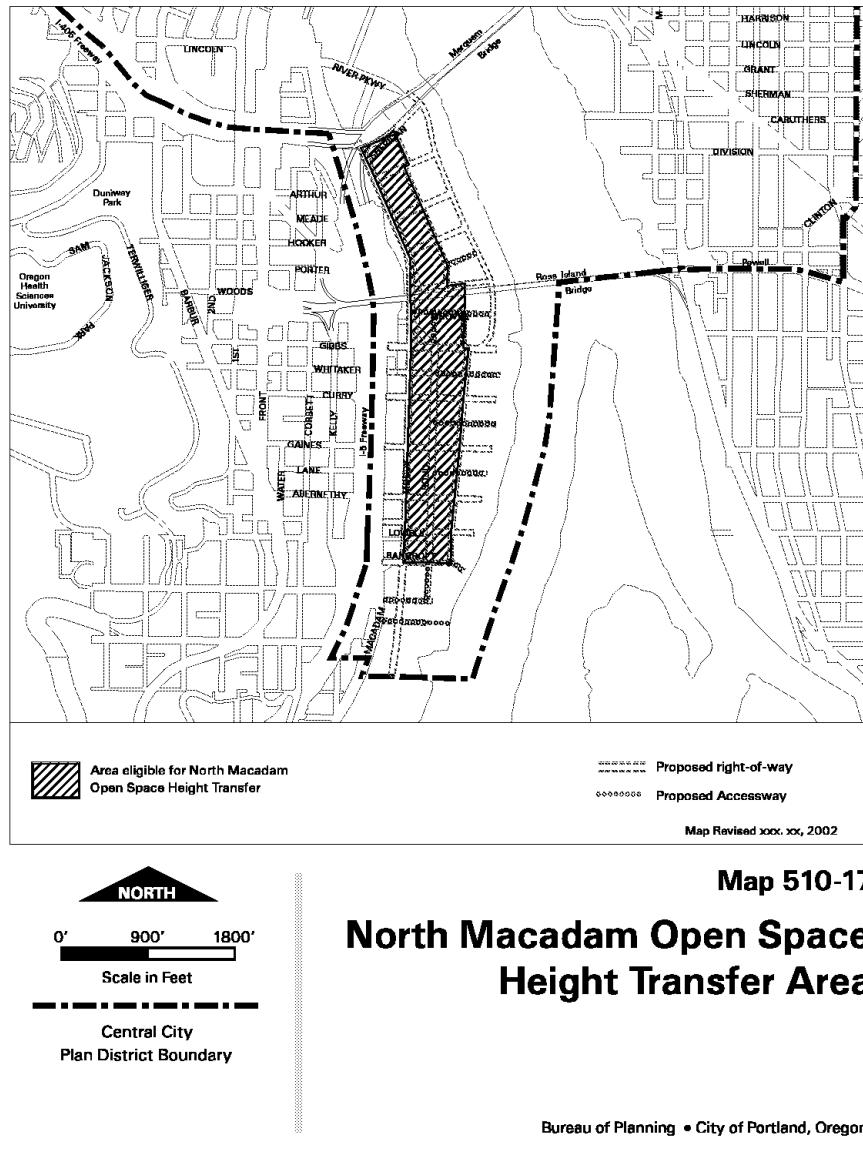 I-405 Freeway
LINCOLN
RIVER PKWY
Marquam
Bridge
HARRISON
LINCOLN
GRANT
SHERMAN
CARUTHERS
DIVISION
CLINTON
Powell
Ross Island
Bridge
Duniway
Park
ARTHUR
MEADE
HOOKER
PORTER
SAM
JACKSON
PARK
TERWILLIGER
BARBUR
2ND
WOODS
1ST
Oregon
Health
Sciences
University
GIBBS
WHITAKER
CURRY
FRONT
CORBETT
KELLY
I-5 Freeway
GAINES
LANE
WATER
ABERNETHY
BOND
LOWELL
BANCROFT
MACADAM
Area eligible for North Macadam
Open Space Height Transfer
Proposed right-of-way
Proposed Accessway
Map Revised xxx. xx, 2002
NORTH
0' 900' 1800'
Scale in Feet
Central City
Plan District Boundary
Map 510-17
North Macadam Open Space
Height Transfer Area
Bureau of Planning • City of Portland, Oregon